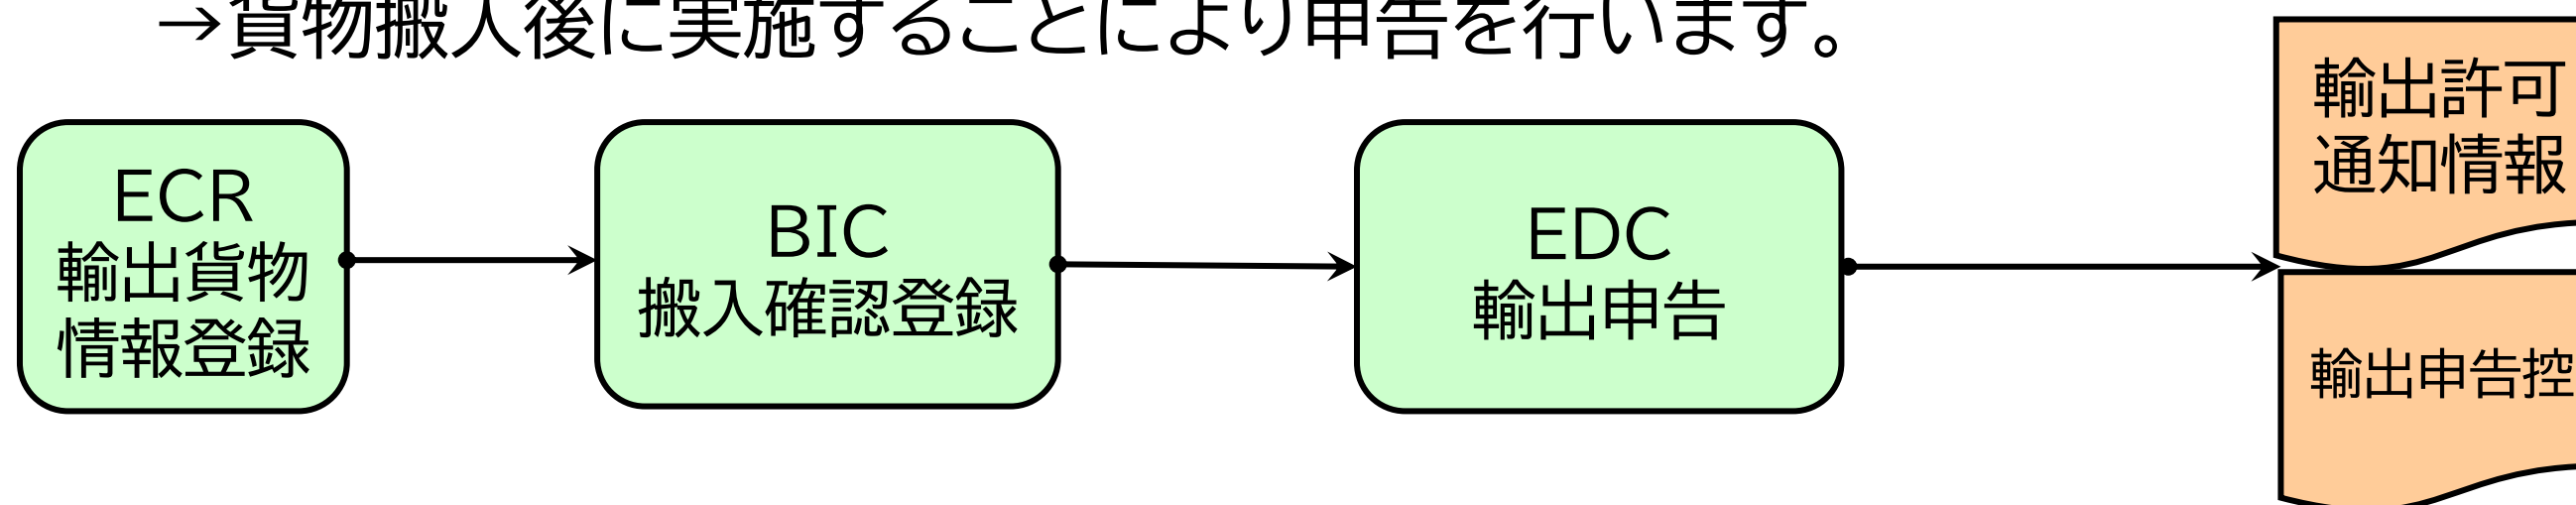 →貨物搬入後に実施することにより申告を行います。
ECR
輸出貨物
情報登録
BIC
搬入確認登録
EDC
輸出申告
輸出許可
通知情報
輸出申告控